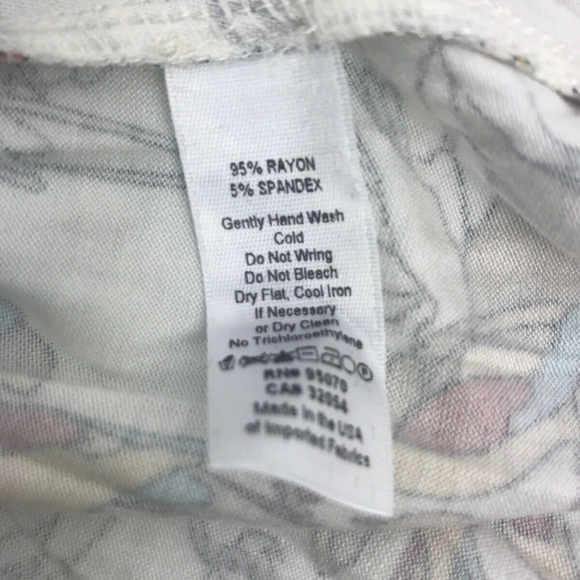 95% RAYON
5% SPANDEX
Gently Hand Wash
Cold
Do Not Wring
Do Not Bleach
Dry Flat, Cool Iron
If Necessary
or Dry Clean
No Trichloroethylene
RN# 95070
CA# 32054
Made in the USA
of Imported Fabrics